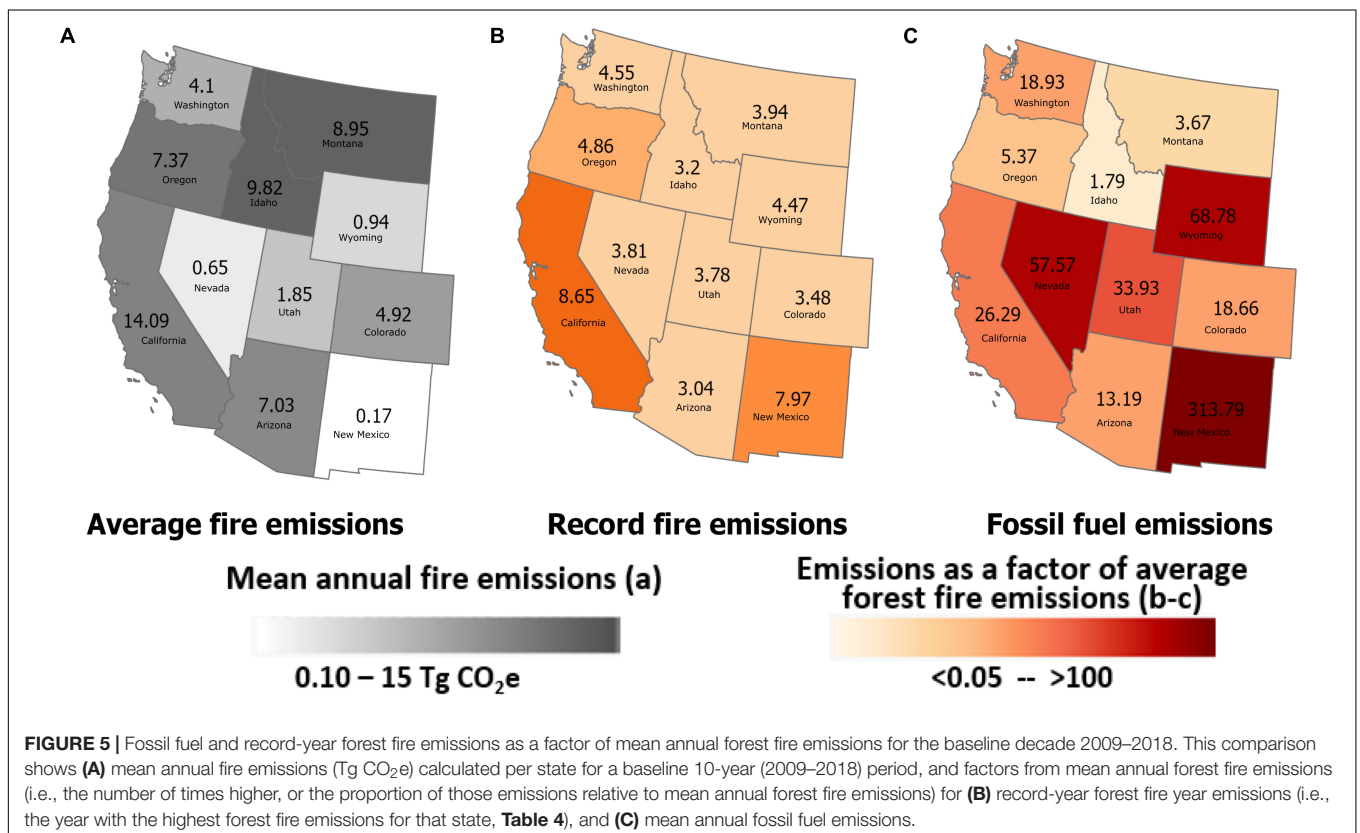 A
4.1
Washington
8.95
Montana
7.37
Oregon
9.82
Idaho
0.94
Wyoming
0.65
Nevada
1.85
Utah
4.92
Colorado
14.09
California
7.03
Arizona
0.17
New Mexico
Average fire emissions
B
4.55
Washington
3.94
Montana
4.86
Oregon
3.2
Idaho
4.47
Wyoming
3.81
Nevada
3.78
Utah
3.48
Colorado
8.65
California
3.04
Arizona
7.97
New Mexico
Record fire emissions
C
18.93
Washington
3.67
Montana
5.37
Oregon
1.79
Idaho
68.78
Wyoming
57.57
Nevada
33.93
Utah
18.66
Colorado
26.29
California
13.19
Arizona
313.79
New Mexico
Fossil fuel emissions
Mean annual fire emissions (a)
0.10 – 15 Tg CO₂e
Emissions as a factor of average
forest fire emissions (b-c)
<0.05 -- >100
FIGURE 5 | Fossil fuel and record-year forest fire emissions as a factor of mean annual forest fire emissions for the baseline decade 2009–2018. This comparison
shows (A) mean annual fire emissions (Tg CO₂e) calculated per state for a baseline 10-year (2009–2018) period, and factors from mean annual forest fire emissions
(i.e., the number of times higher, or the proportion of those emissions relative to mean annual forest fire emissions) for (B) record-year forest fire year emissions (i.e.,
the year with the highest forest fire emissions for that state, Table 4), and (C) mean annual fossil fuel emissions.